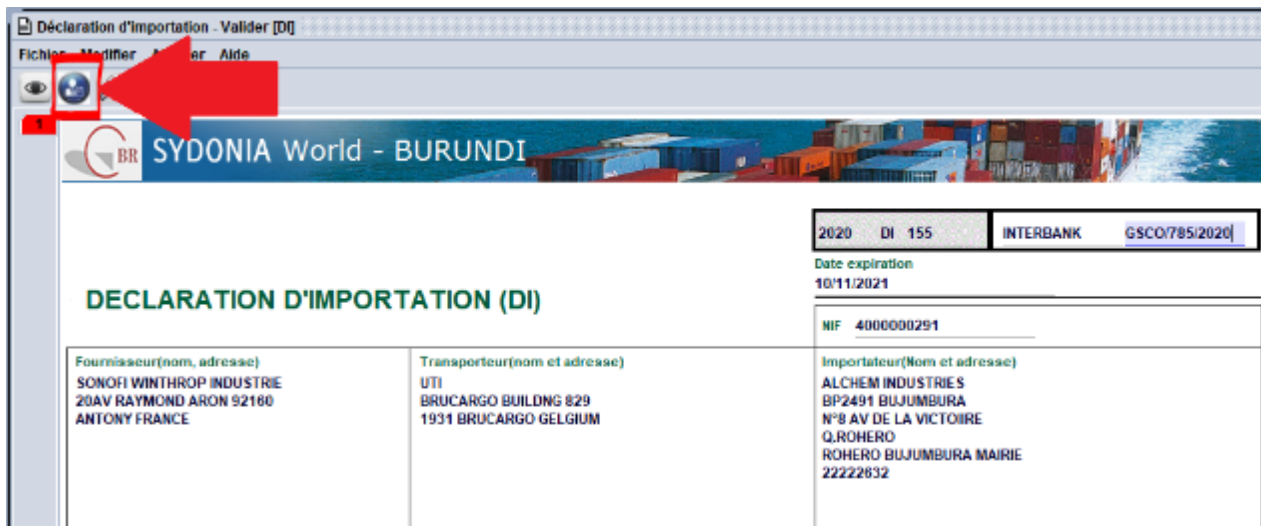 Déclaration d'importation - Valider [DI]
Fichier Modifier Aide
1
BR SYDONIA World - BURUNDI
2020 DI 155 INTERBANK GSCO/785/2020
Date expiration
10/11/2021
DECLARATION D'IMPORTATION (DI)
NIF 4000000291
Fournisseur(nom, adresse)
SONOFI WINTHROP INDUSTRIE
20AV RAYMOND ARON 92160
ANTONY FRANCE
Transporteur(nom et adresse)
UTI
BRUCARGO BUILDNG 829
1931 BRUCARGO GELGIUM
Importateur(Nom et adresse)
ALCHEM INDUSTRIES
BP2491 BUJUMBURA
N°8 AV DE LA VICTOIIRE
Q.ROHERO
ROHERO BUJUMBURA MAIRIE
22222632